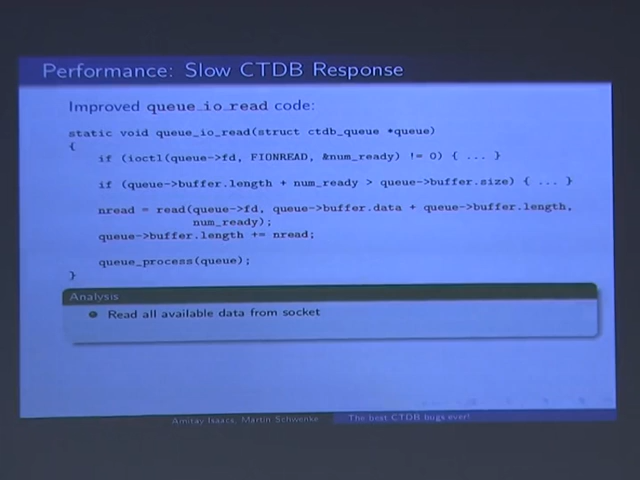 Performance: Slow CTDB Response
Improved queue_io_read code:
static void queue_io_read(struct ctdb_queue *queue)
{
if (ioctl(queue->fd, FIONREAD, &num_ready) != 0) { ... }
if (queue->buffer.length + num_ready > queue->buffer.size) { ... }
nread = read(queue->fd, queue->buffer.data + queue->buffer.length,
num_ready);
queue->buffer.length += nread;
queue_process(queue);
}
Analysis
Read all available data from socket
Amitay Isaacs, Martin Schwenke The best CTDB bugs ever!